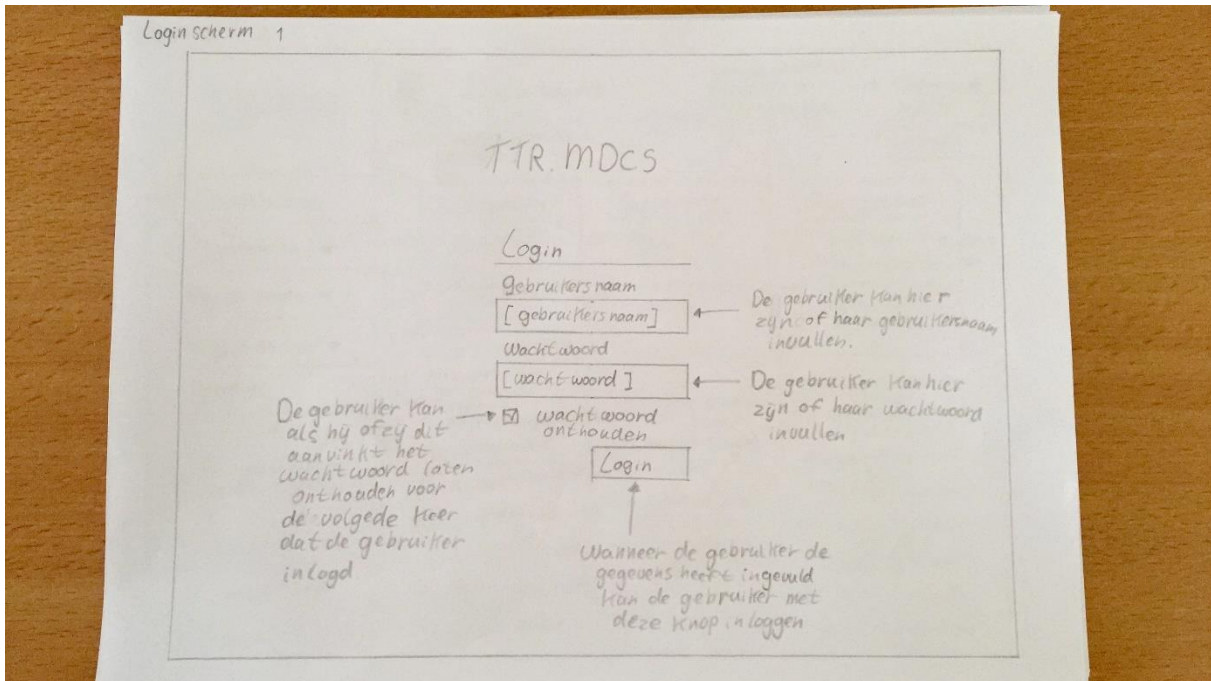 Login scherm 1
TTR.MDCS
Login
gebruikersnaam
[gebruikersnaam]
De gebruiker kan hier
zijn of haar gebruikersnaam
invullen.
wachtwoord
[wachtwoord]
De gebruiker kan hier
zijn of haar wachtwoord
invullen
De gebruiker kan
als hij of zij dit
aanvinkt het
wachtwoord laten
onthouden voor
de volgede keer
dat de gebruiker
inlogd
wachtwoord
onthouden
Login
Wanneer de gebruiker de
gegevens heeft ingevuld
kan de gebruiker met
deze knop inloggen